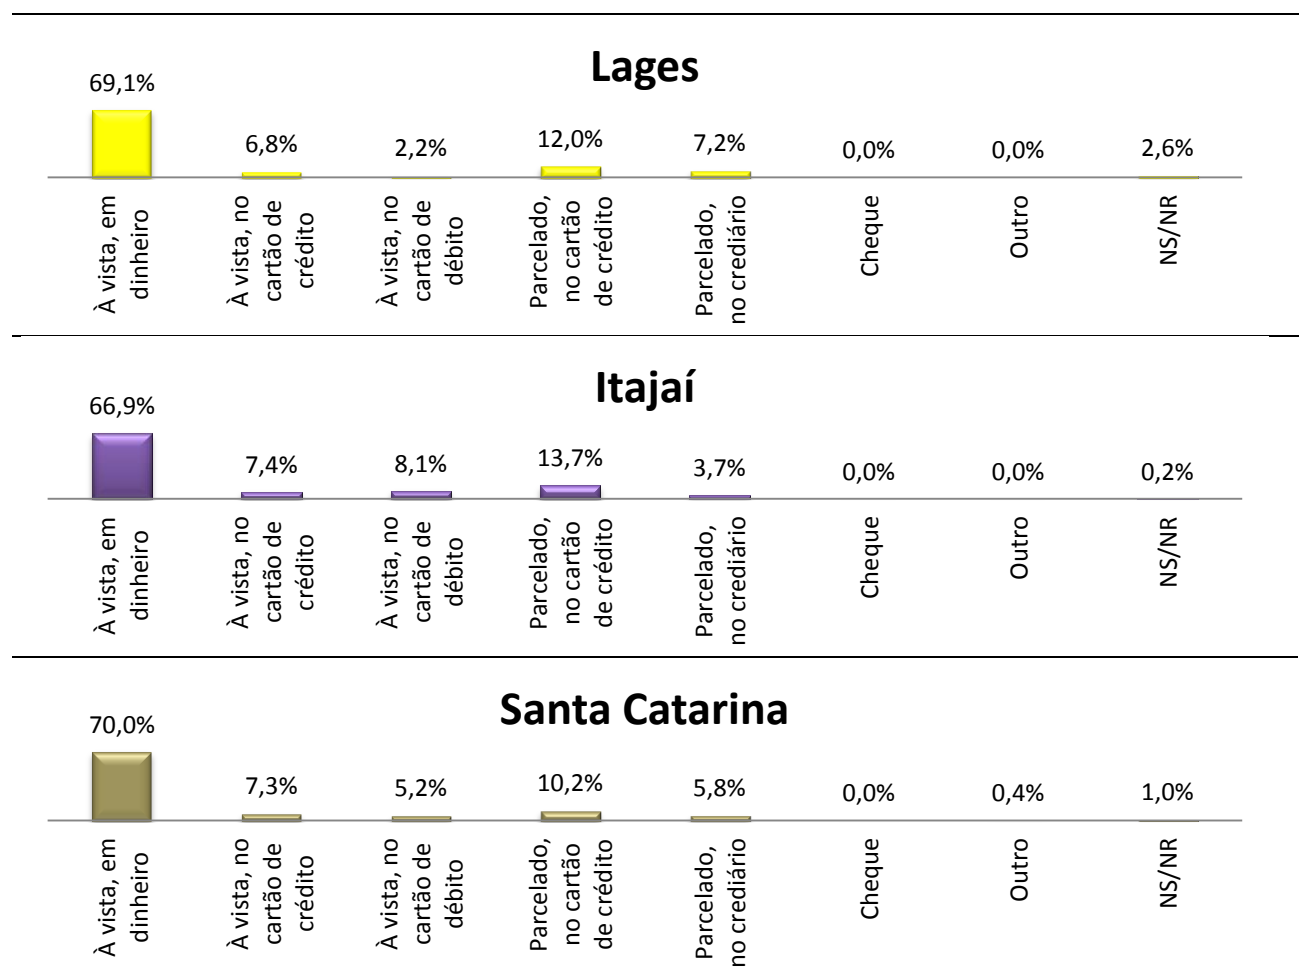 Lages
69,1%
6,8%
2,2%
12,0%
7,2%
0,0%
0,0%
2,6%
À vista, em
dinheiro
À vista, no
cartão de
crédito
À vista, no
cartão de
débito
Parcelado,
no cartão
de crédito
Parcelado,
no crediário
Cheque
Outro
NS/NR
Itajaí
66,9%
7,4%
8,1%
13,7%
3,7%
0,0%
0,0%
0,2%
À vista, em
dinheiro
À vista, no
cartão de
crédito
À vista, no
cartão de
débito
Parcelado,
no cartão
de crédito
Parcelado,
no crediário
Cheque
Outro
NS/NR
Santa Catarina
70,0%
7,3%
5,2%
10,2%
5,8%
0,0%
0,4%
1,0%
À vista, em
dinheiro
À vista, no
cartão de
crédito
À vista, no
cartão de
débito
Parcelado,
no cartão
de crédito
Parcelado,
no crediário
Cheque
Outro
NS/NR